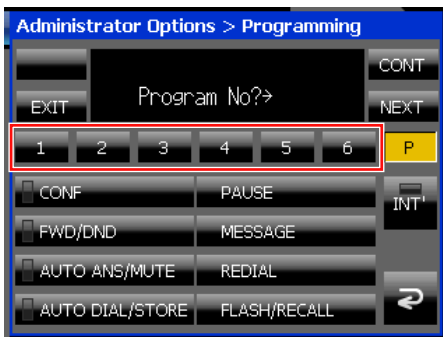 Administrator Options > Programming
CONT
EXIT Program No?→ NEXT
1 2 3 4 5 6 P
CONF PAUSE INT'
FWD/DND MESSAGE
AUTO ANS/MUTE REDIAL
AUTO DIAL/STORE FLASH/RECALL